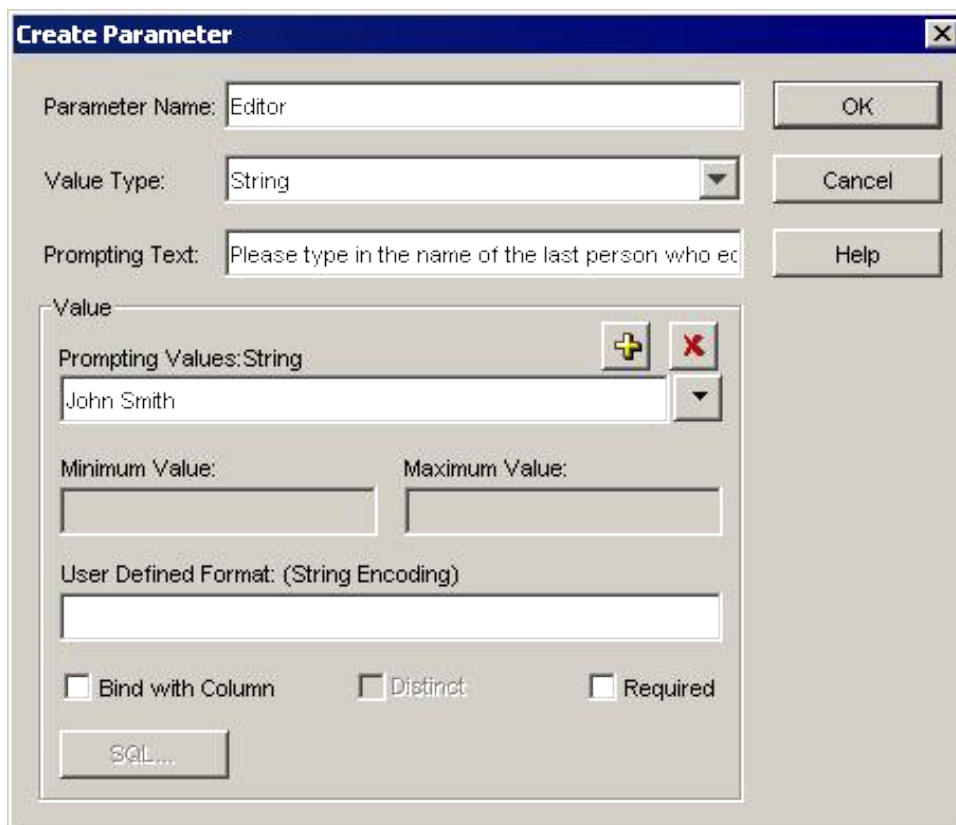 Create Parameter
Parameter Name: Editor OK
Value Type: String Cancel
Prompting Text: Please type in the name of the last person who ec Help
Value
Prompting Values:String
John Smith
Minimum Value: Maximum Value:
User Defined Format: (String Encoding)
Bind with Column Distinct Required
SQL...